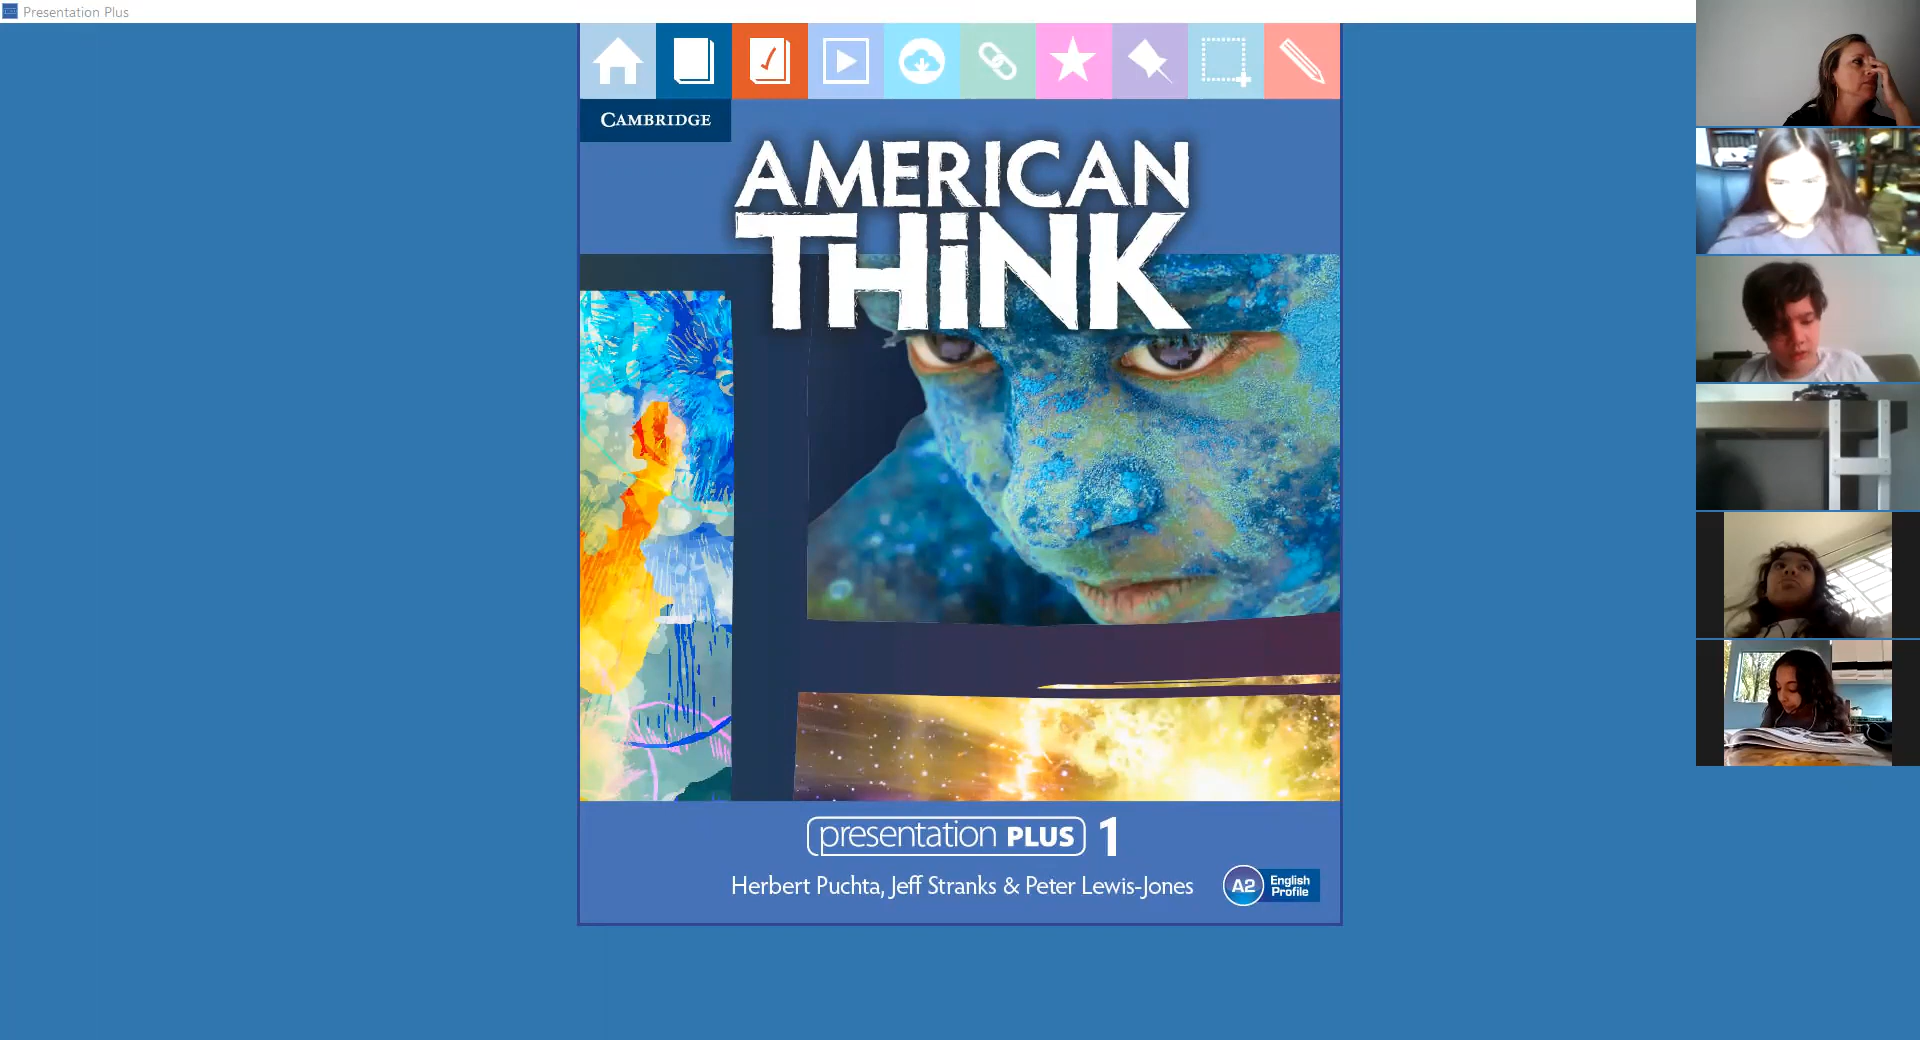 Presentation Plus
CAMBRIDGE
AMERICAN
THiNK
presentation PLUS 1
Herbert Puchta, Jeff Stranks & Peter Lewis-Jones
A2 English
Profile